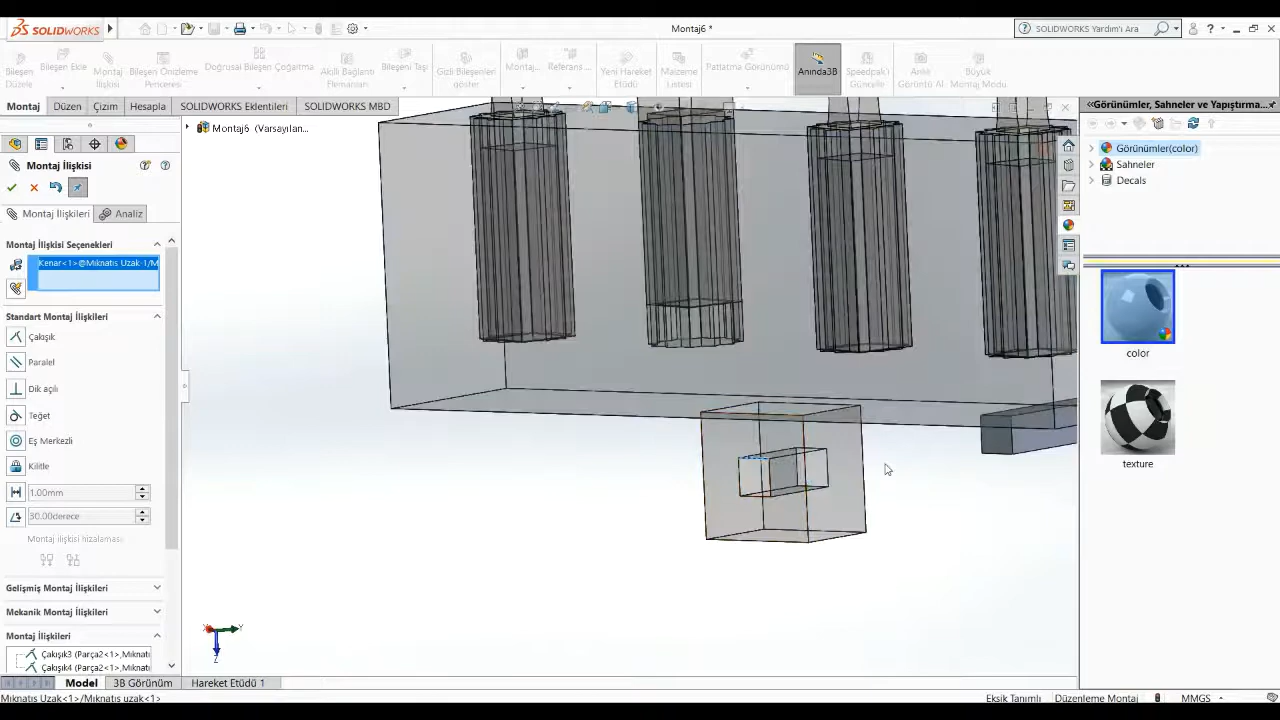 SOLIDWORKS
Montaj6 *
SOLIDWORKS Yardım'ı Ara
Bileşen Düzenle
Bileşen Ekle
Montaj İlişkisi
Bileşen Önizleme Penceresi
Doğrusal Bileşen Çoğaltma
Akıllı Bağlantı Elemanları
Bileşeni Taşı
Gizli Bileşenleri göster
Montaj...
Referans...
Yeni Hareket Etüdü
Malzeme Listesi
Patlatma Görünümü
Anında3B
Speedpak'i Güncelle
Anlık Görüntü Al
Büyük Montaj Modu
Montaj
Düzen
Çizim
Hesapla
SOLIDWORKS Eklentileri
SOLIDWORKS MBD
Montaj6 (Varsayılan...
«Görünümler, Sahneler ve Yapıştırma...
Görünümler(color)
Sahneler
Decals
color
texture
Montaj İlişkisi
Montaj İlişkileri
Analiz
Montaj İlişkisi Seçenekleri
Kenar<1>@Mıknatıs Uzak-1/M
Standart Montaj İlişkileri
Çakışık
Paralel
Dik açılı
Teğet
Eş Merkezli
Kilitle
1.00mm
30.00derece
Montaj ilişkisi hizalaması
Gelişmiş Montaj İlişkileri
Mekanik Montaj İlişkileri
Montaj İlişkileri
Çakışık3 (Parça2<1>,Mıknatı
Çakışık4 (Parça2<1>,Mıknatı
Y
Z
Model
3B Görünüm
Hareket Etüdü 1
Mıknatıs Uzak<1>/Mıknatıs uzak<1>
Eksik Tanımlı
Düzenleme Montaj
MMGS